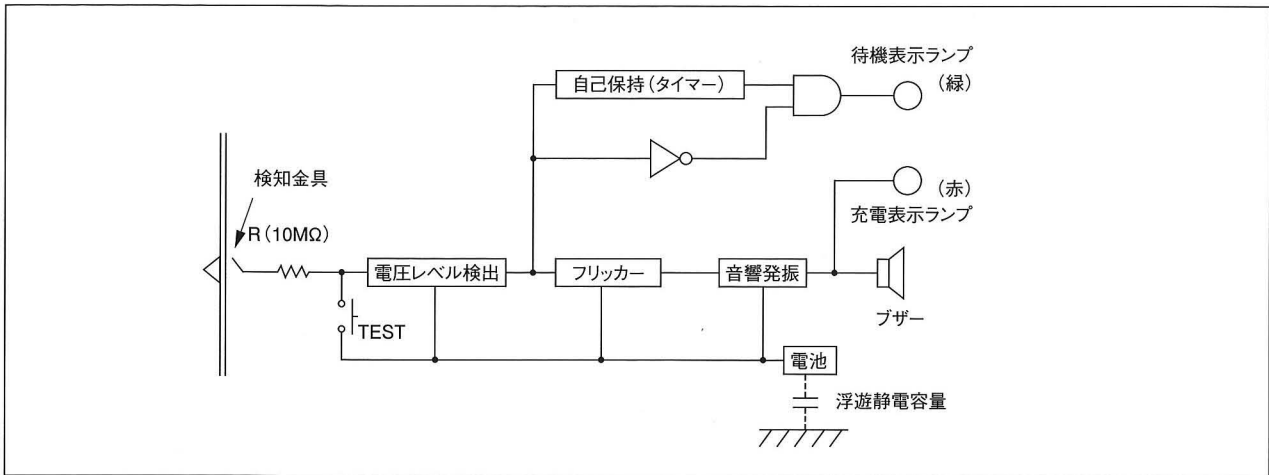 待機表示ランプ
(緑)
自己保持(タイマー)
検知金具
(赤)
充電表示ランプ
R(10MΩ)
電圧レベル検出
フリッカー
音響発振
ブザー
TEST
電池
浮遊静電容量